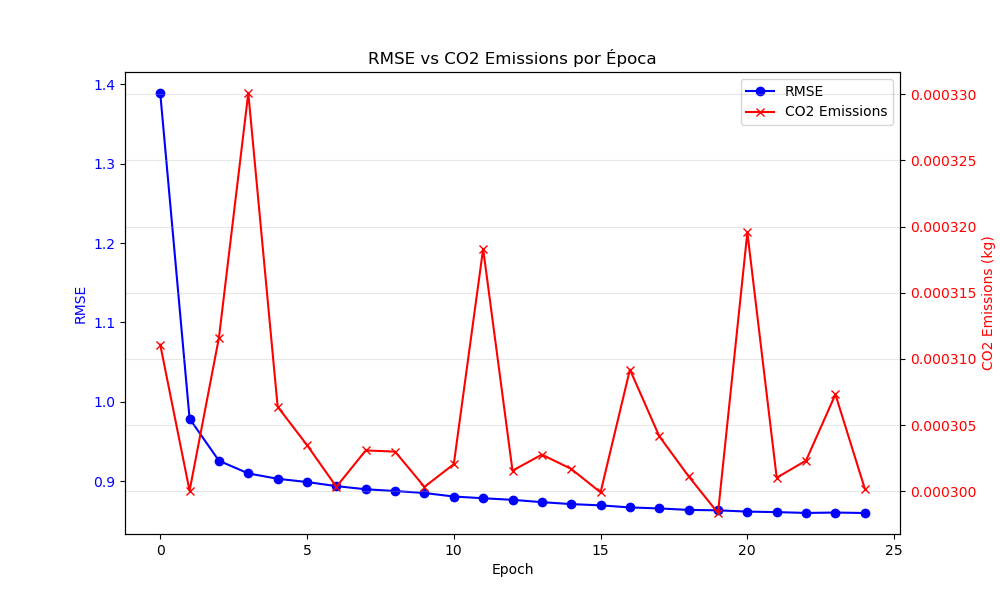 RMSE vs CO2 Emissions por Época
RMSE
CO2 Emissions
1.4
1.3
1.2
1.1
1.0
0.9
RMSE
0.000330
0.000325
0.000320
0.000315
0.000310
0.000305
0.000300
CO2 Emissions (kg)
0 5 10 15 20 25
Epoch